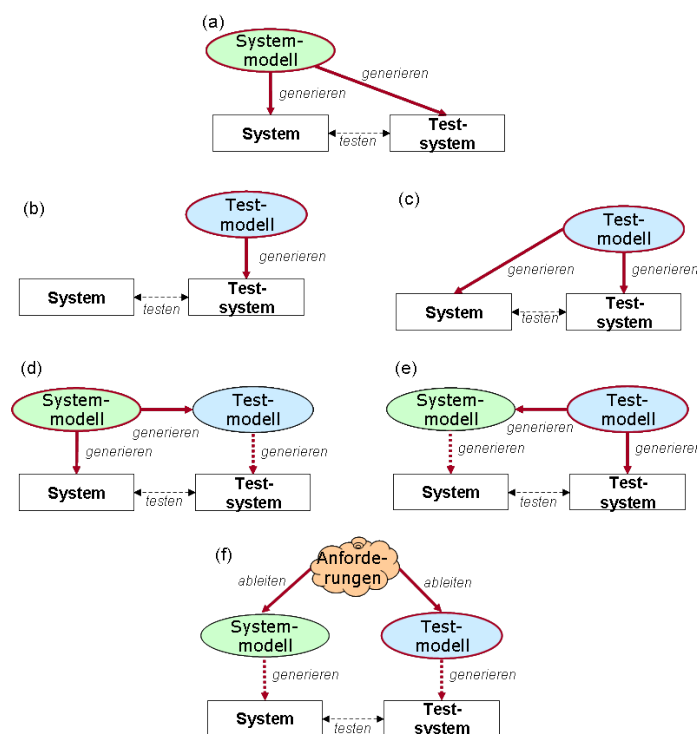 (a)
System-
modell
generieren
generieren
System
testen
Test-
system
(b)
Test-
modell
generieren
System
testen
Test-
system
(c)
Test-
modell
generieren
generieren
System
testen
Test-
system
(d)
System-
modell
generieren
Test-
modell
generieren
generieren
System
testen
Test-
system
(e)
System-
modell
generieren
Test-
modell
generieren
generieren
System
testen
Test-
system
(f)
Anforde-
rungen
ableiten
ableiten
System-
modell
Test-
modell
generieren
generieren
System
testen
Test-
system